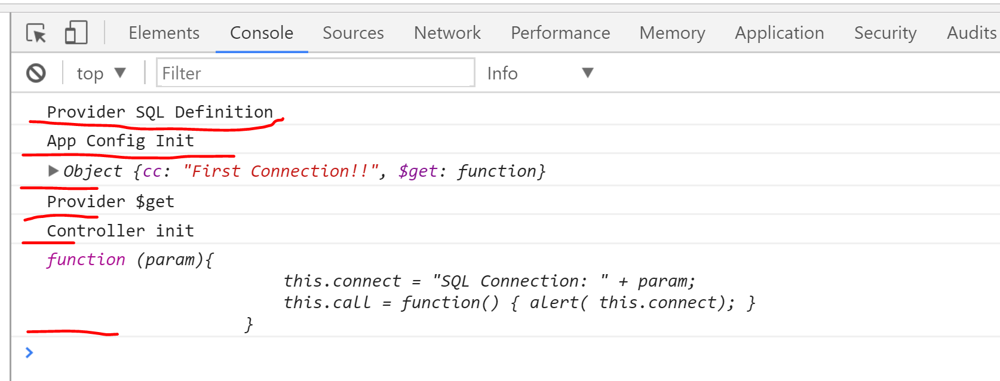 Elements Console Sources Network Performance Memory Application Security Audits
top Filter Info
Provider SQL Definition
App Config Init
Object {cc: "First Connection!!", $get: function}
Provider $get
Controller init
function (param){
this.connect = "SQL Connection: " + param;
this.call = function() { alert( this.connect); }
}